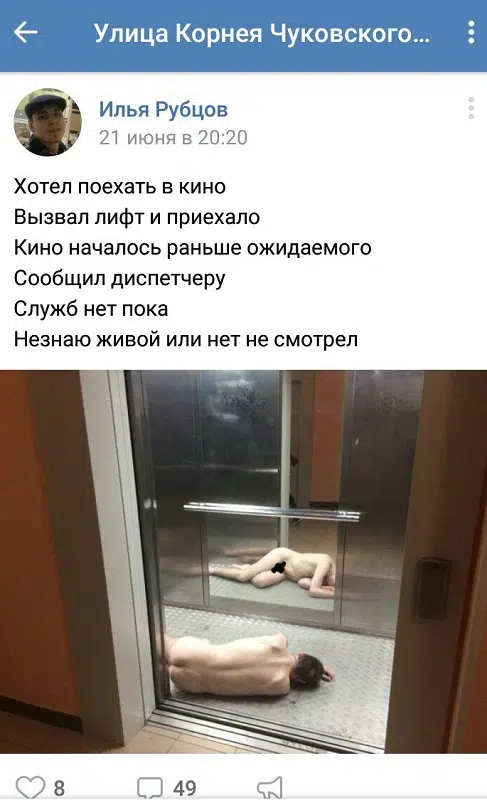 Улица Корнея Чуковского...
Илья Рубцов
21 июня в 20:20
Хотел поехать в кино
Вызвал лифт и приехало
Кино началось раньше ожидаемого
Сообщил диспетчеру
Служб нет пока
Незнаю живой или нет не смотрел
8
49